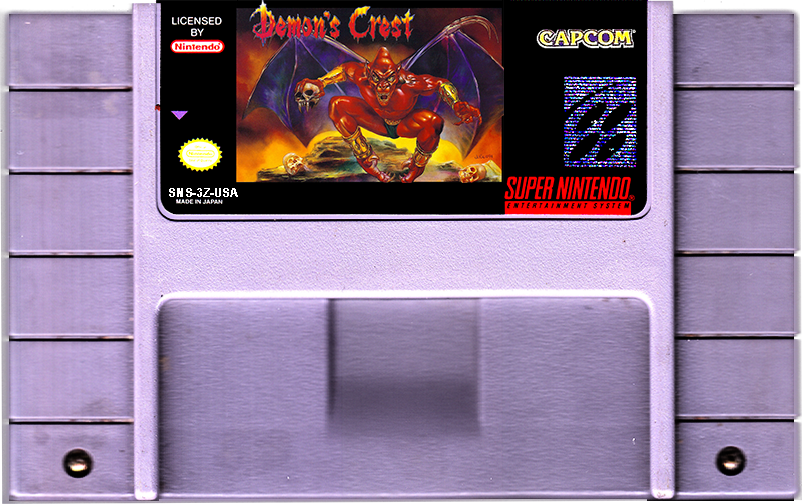 LICENSED
BY
Nintendo®
Demon's Crest
CAPCOM
SNS-3Z-USA
MADE IN JAPAN
SUPER NINTENDO®
ENTERTAINMENT SYSTEM